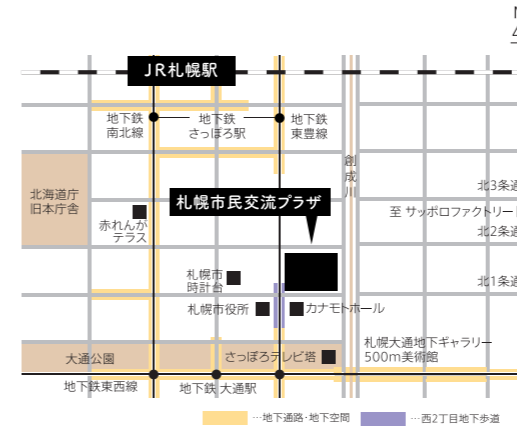 JR札幌駅
地下鉄
南北線
地下鉄
さっぽろ駅
地下鉄
東豊線
創成川
北海道庁
旧本庁舎
赤れんが
テラス
札幌市民交流プラザ
北3条通
至 サッポロファクトリー
北2条通
札幌市
時計台
北1条通
札幌市役所
カナモトホール
札幌大通地下ギャラリー
500m美術館
大通公園
さっぽろテレビ塔
地下鉄東西線
地下鉄 大通駅
…地下通路・地下空間
…西2丁目地下歩道